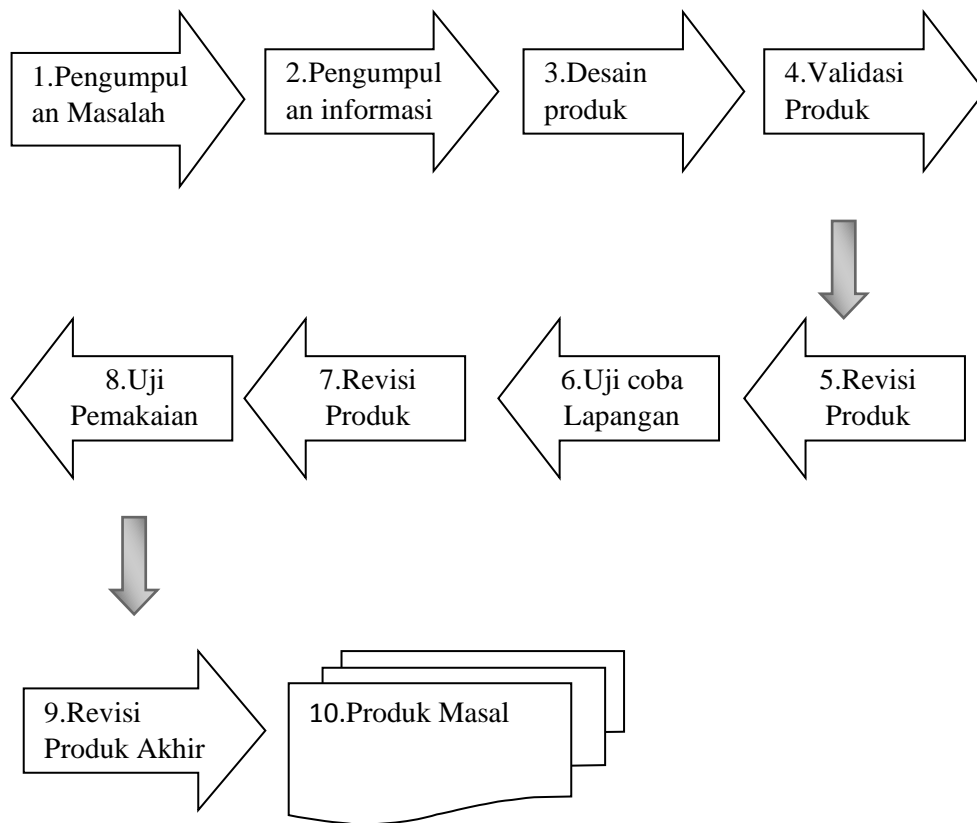 1.Pengumpul
an Masalah
2.Pengumpul
an informasi
3.Desain
produk
4.Validasi
Produk
5.Revisi
Produk
6.Uji coba
Lapangan
7.Revisi
Produk
8.Uji
Pemakaian
9.Revisi
Produk Akhir
10.Produk Masal